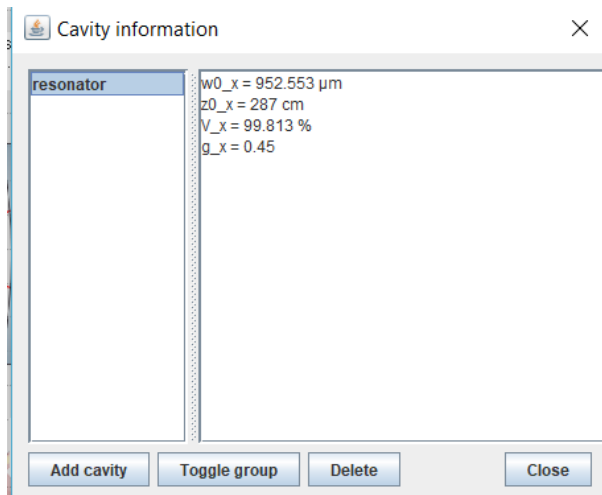 Cavity information
resonator
w0_x = 952.553 µm
z0_x = 287 cm
V_x = 99.813 %
g_x = 0.45
Add cavity
Toggle group
Delete
Close